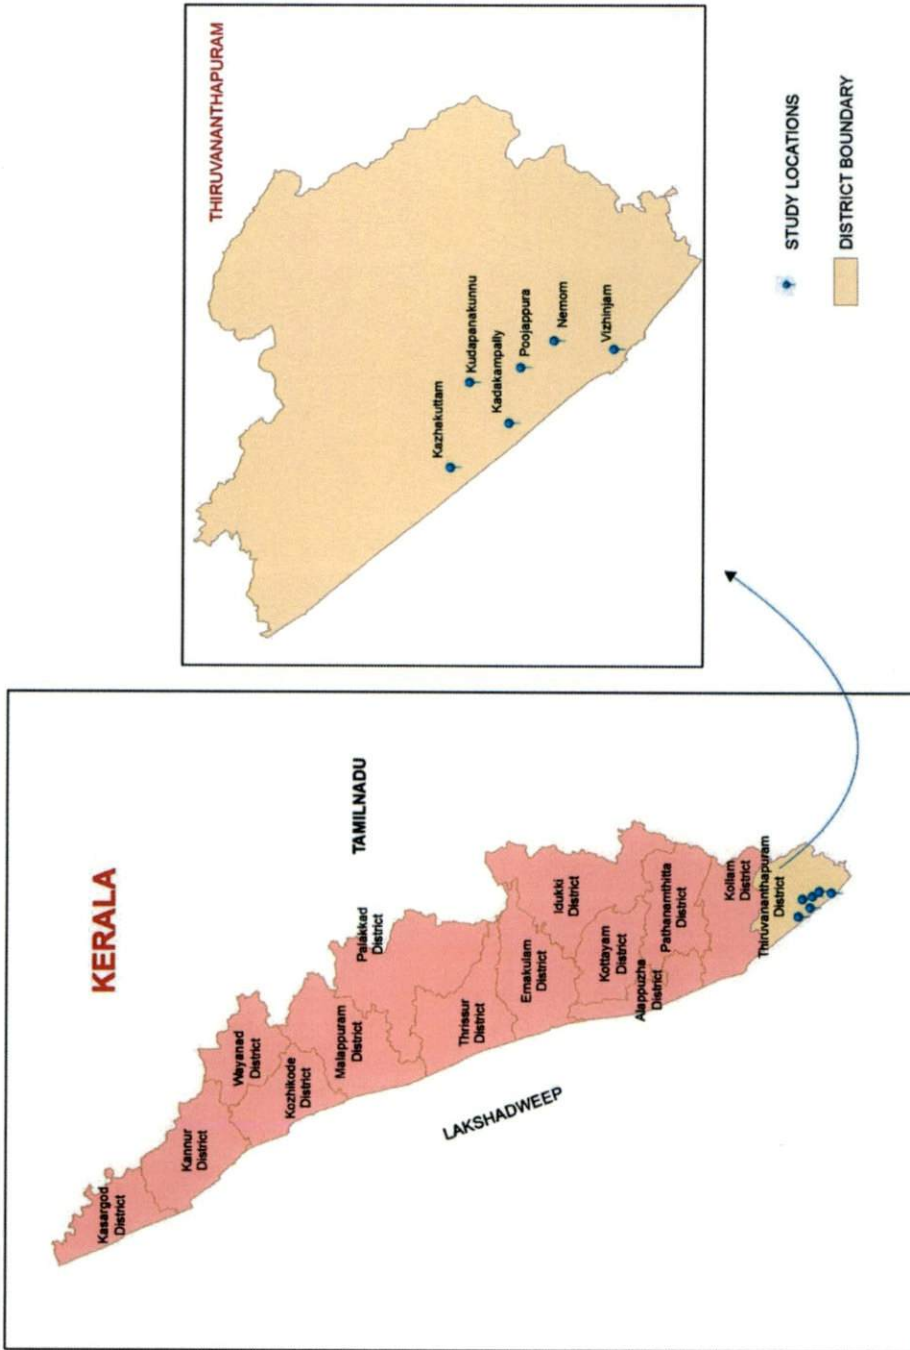 KERALA
TAMILNADU
Kasargod
District
Kannur
District
Wayanad
District
Kozhikode
District
Malappuram
District
Palakkad
District
Thrissur
District
Ernakulam
District
Idukki
District
Kottayam
District
Alappuzha
District
Pathanamthitta
District
Kollam
District
Thiruvananthapuram
District
LAKSHADWEEP
THIRUVANANTHAPURAM
Kazhakuttam
Kudapanakunnu
Kadakampally
Poojappura
Nemom
Vizhinjam
STUDY LOCATIONS
DISTRICT BOUNDARY